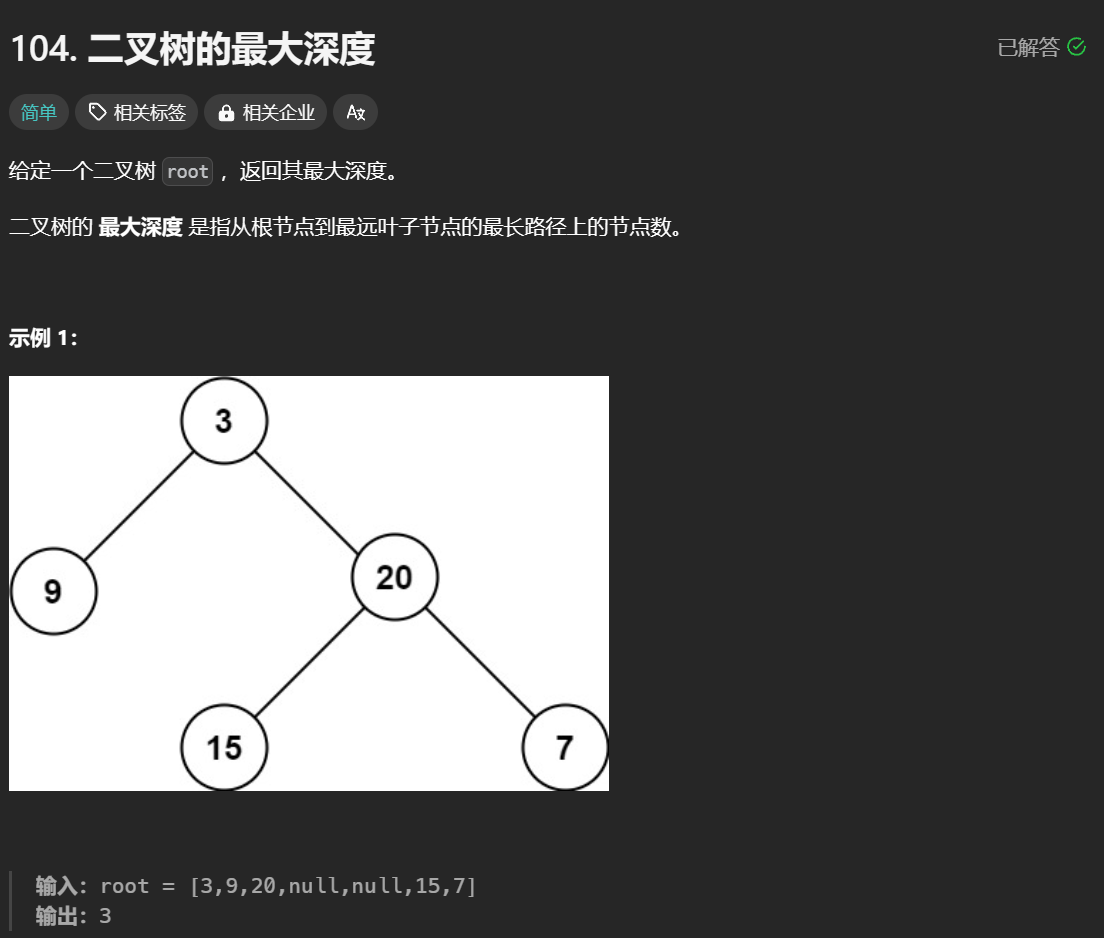 104. 二叉树的最大深度
已解答
简单 相关标签 相关企业 Aあ
给定一个二叉树 root ，返回其最大深度。
二叉树的 最大深度 是指从根节点到最远叶子节点的最长路径上的节点数。
示例 1：
3
9
20
15
7
输入：root = [3,9,20,null,null,15,7]
输出：3